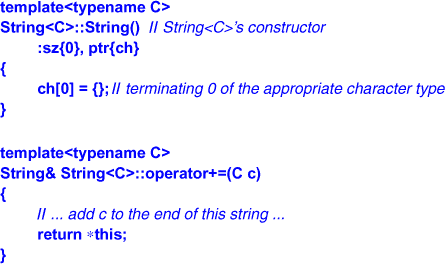 template<typename C>
String<C>::String() // String<C>’s constructor
:sz{0}, ptr{ch}
{
ch[0] = {}; // terminating 0 of the appropriate character type
}
template<typename C>
String& String<C>::operator+=(C c)
{
// ... add c to the end of this string ...
return *this;
}